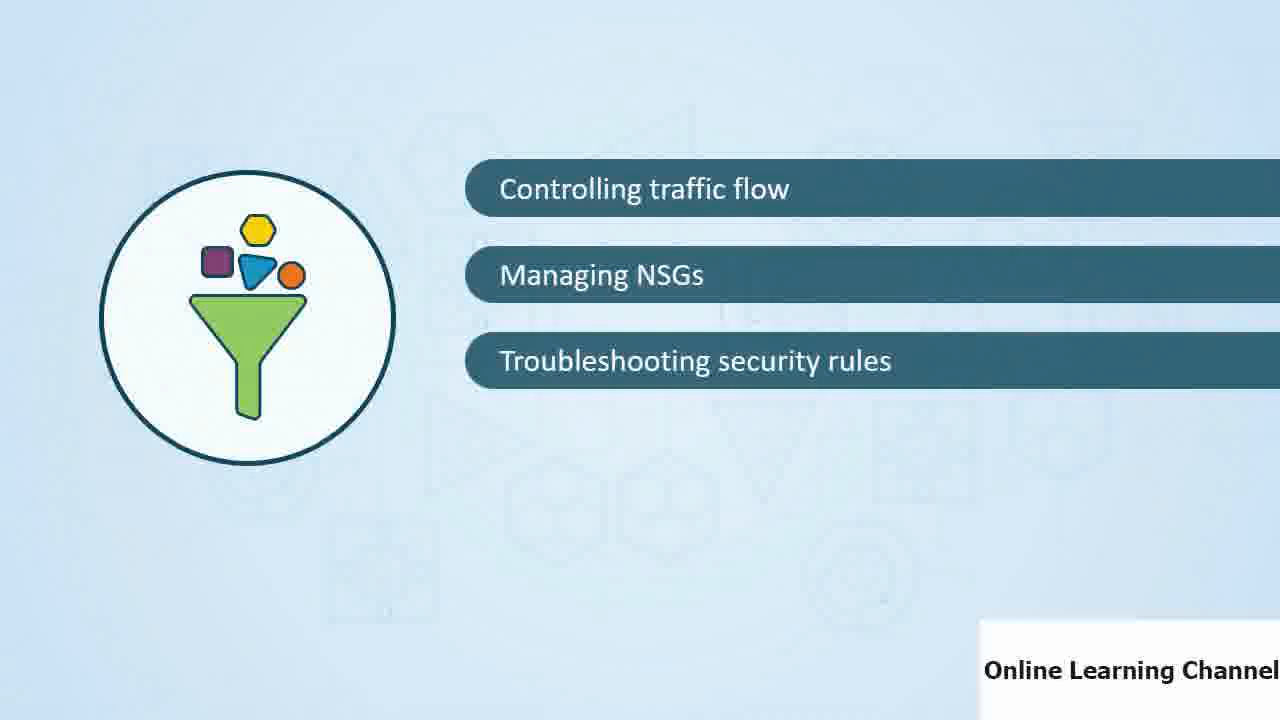 Controlling traffic flow
Managing NSGs
Troubleshooting security rules
Online Learning Channel